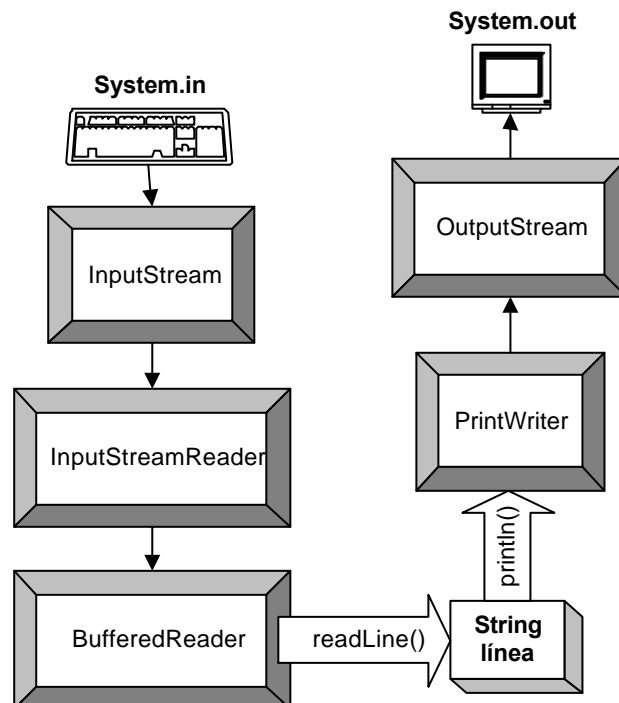 System.in
InputStream
InputStreamReader
BufferedReader
readLine()
String
línea
println()
PrintWriter
OutputStream
System.out